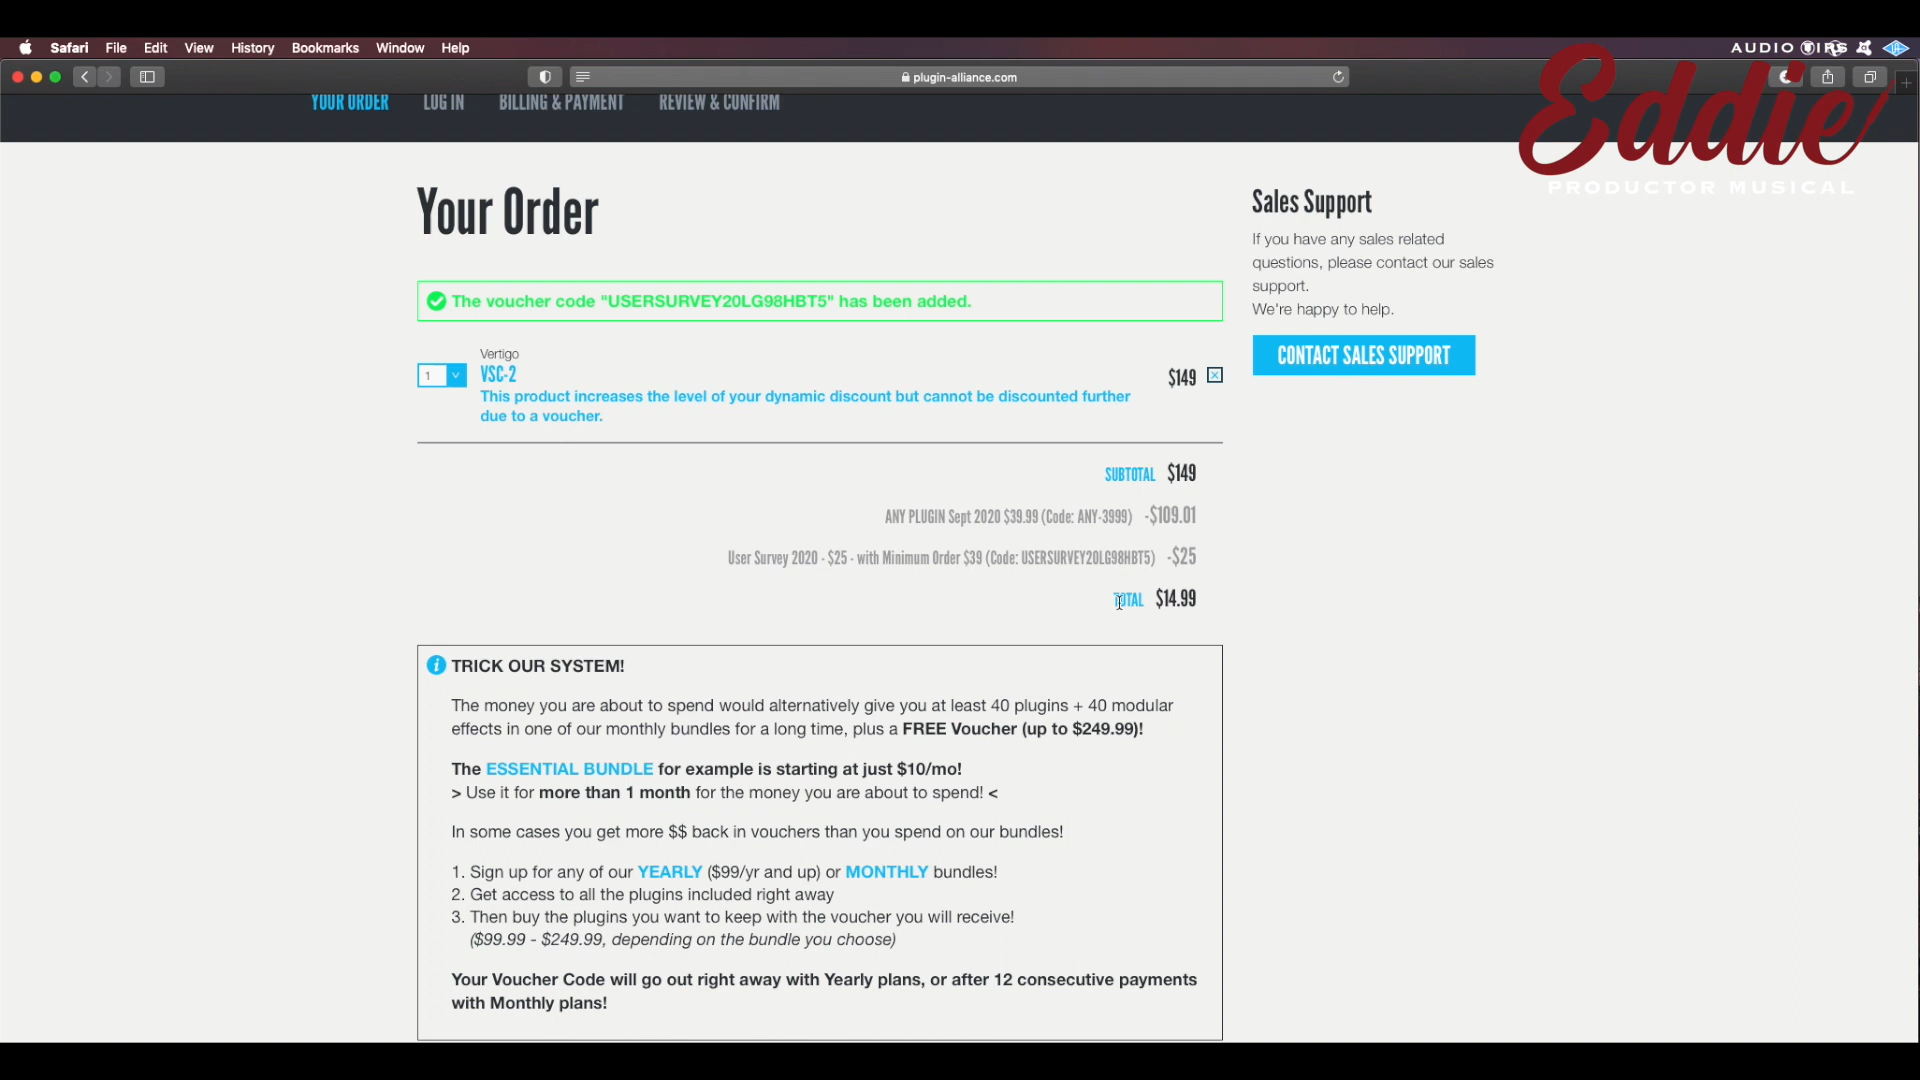 Safari File Edit View History Bookmarks Window Help
AUDIO
plugin-alliance.com
Eddie
PRODUCTOR MUSICAL
YOUR ORDER LOG IN BILLING & PAYMENT REVIEW & CONFIRM
Your Order
The voucher code "USERSURVEY20LG98HBT5" has been added.
Vertigo
1
VSC-2
$149
This product increases the level of your dynamic discount but cannot be discounted further
due to a voucher.
SUBTOTAL $149
ANY PLUGIN Sept 2020 $39.99 (Code: ANY-3999) -$109.01
User Survey 2020 - $25 - with Minimum Order $39 (Code: USERSURVEY20LG98HBT5) -$25
TOTAL $14.99
Sales Support
If you have any sales related
questions, please contact our sales
support.
We're happy to help.
CONTACT SALES SUPPORT
TRICK OUR SYSTEM!
The money you are about to spend would alternatively give you at least 40 plugins + 40 modular
effects in one of our monthly bundles for a long time, plus a FREE Voucher (up to $249.99)!
The ESSENTIAL BUNDLE for example is starting at just $10/mo!
> Use it for more than 1 month for the money you are about to spend! <
In some cases you get more $$ back in vouchers than you spend on our bundles!
1. Sign up for any of our YEARLY ($99/yr and up) or MONTHLY bundles!
2. Get access to all the plugins included right away
3. Then buy the plugins you want to keep with the voucher you will receive!
($99.99 - $249.99, depending on the bundle you choose)
Your Voucher Code will go out right away with Yearly plans, or after 12 consecutive payments
with Monthly plans!